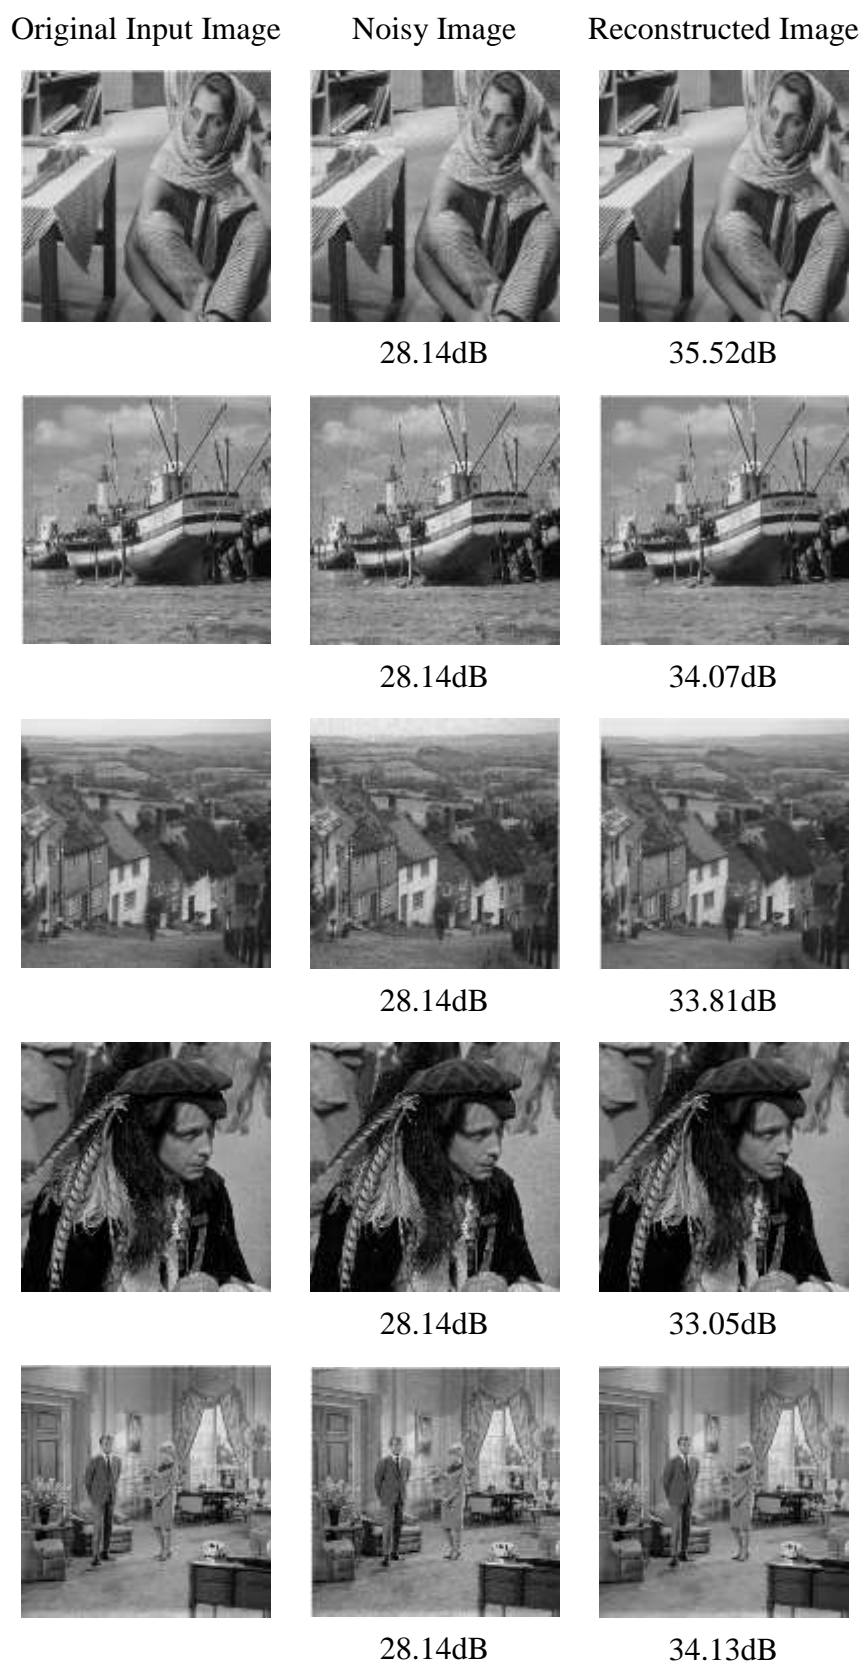 Original Input Image Noisy Image Reconstructed Image
28.14dB 35.52dB
28.14dB 34.07dB
28.14dB 33.81dB
28.14dB 33.05dB
28.14dB 34.13dB